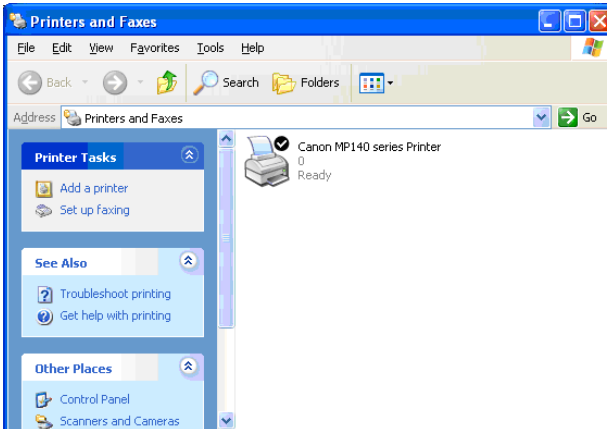 Printers and Faxes
File Edit View Favorites Tools Help
Back Search Folders
Address Printers and Faxes Go
Printer Tasks
Add a printer
Set up faxing
See Also
Troubleshoot printing
Get help with printing
Other Places
Control Panel
Scanners and Cameras
Canon MP140 series Printer
0
Ready